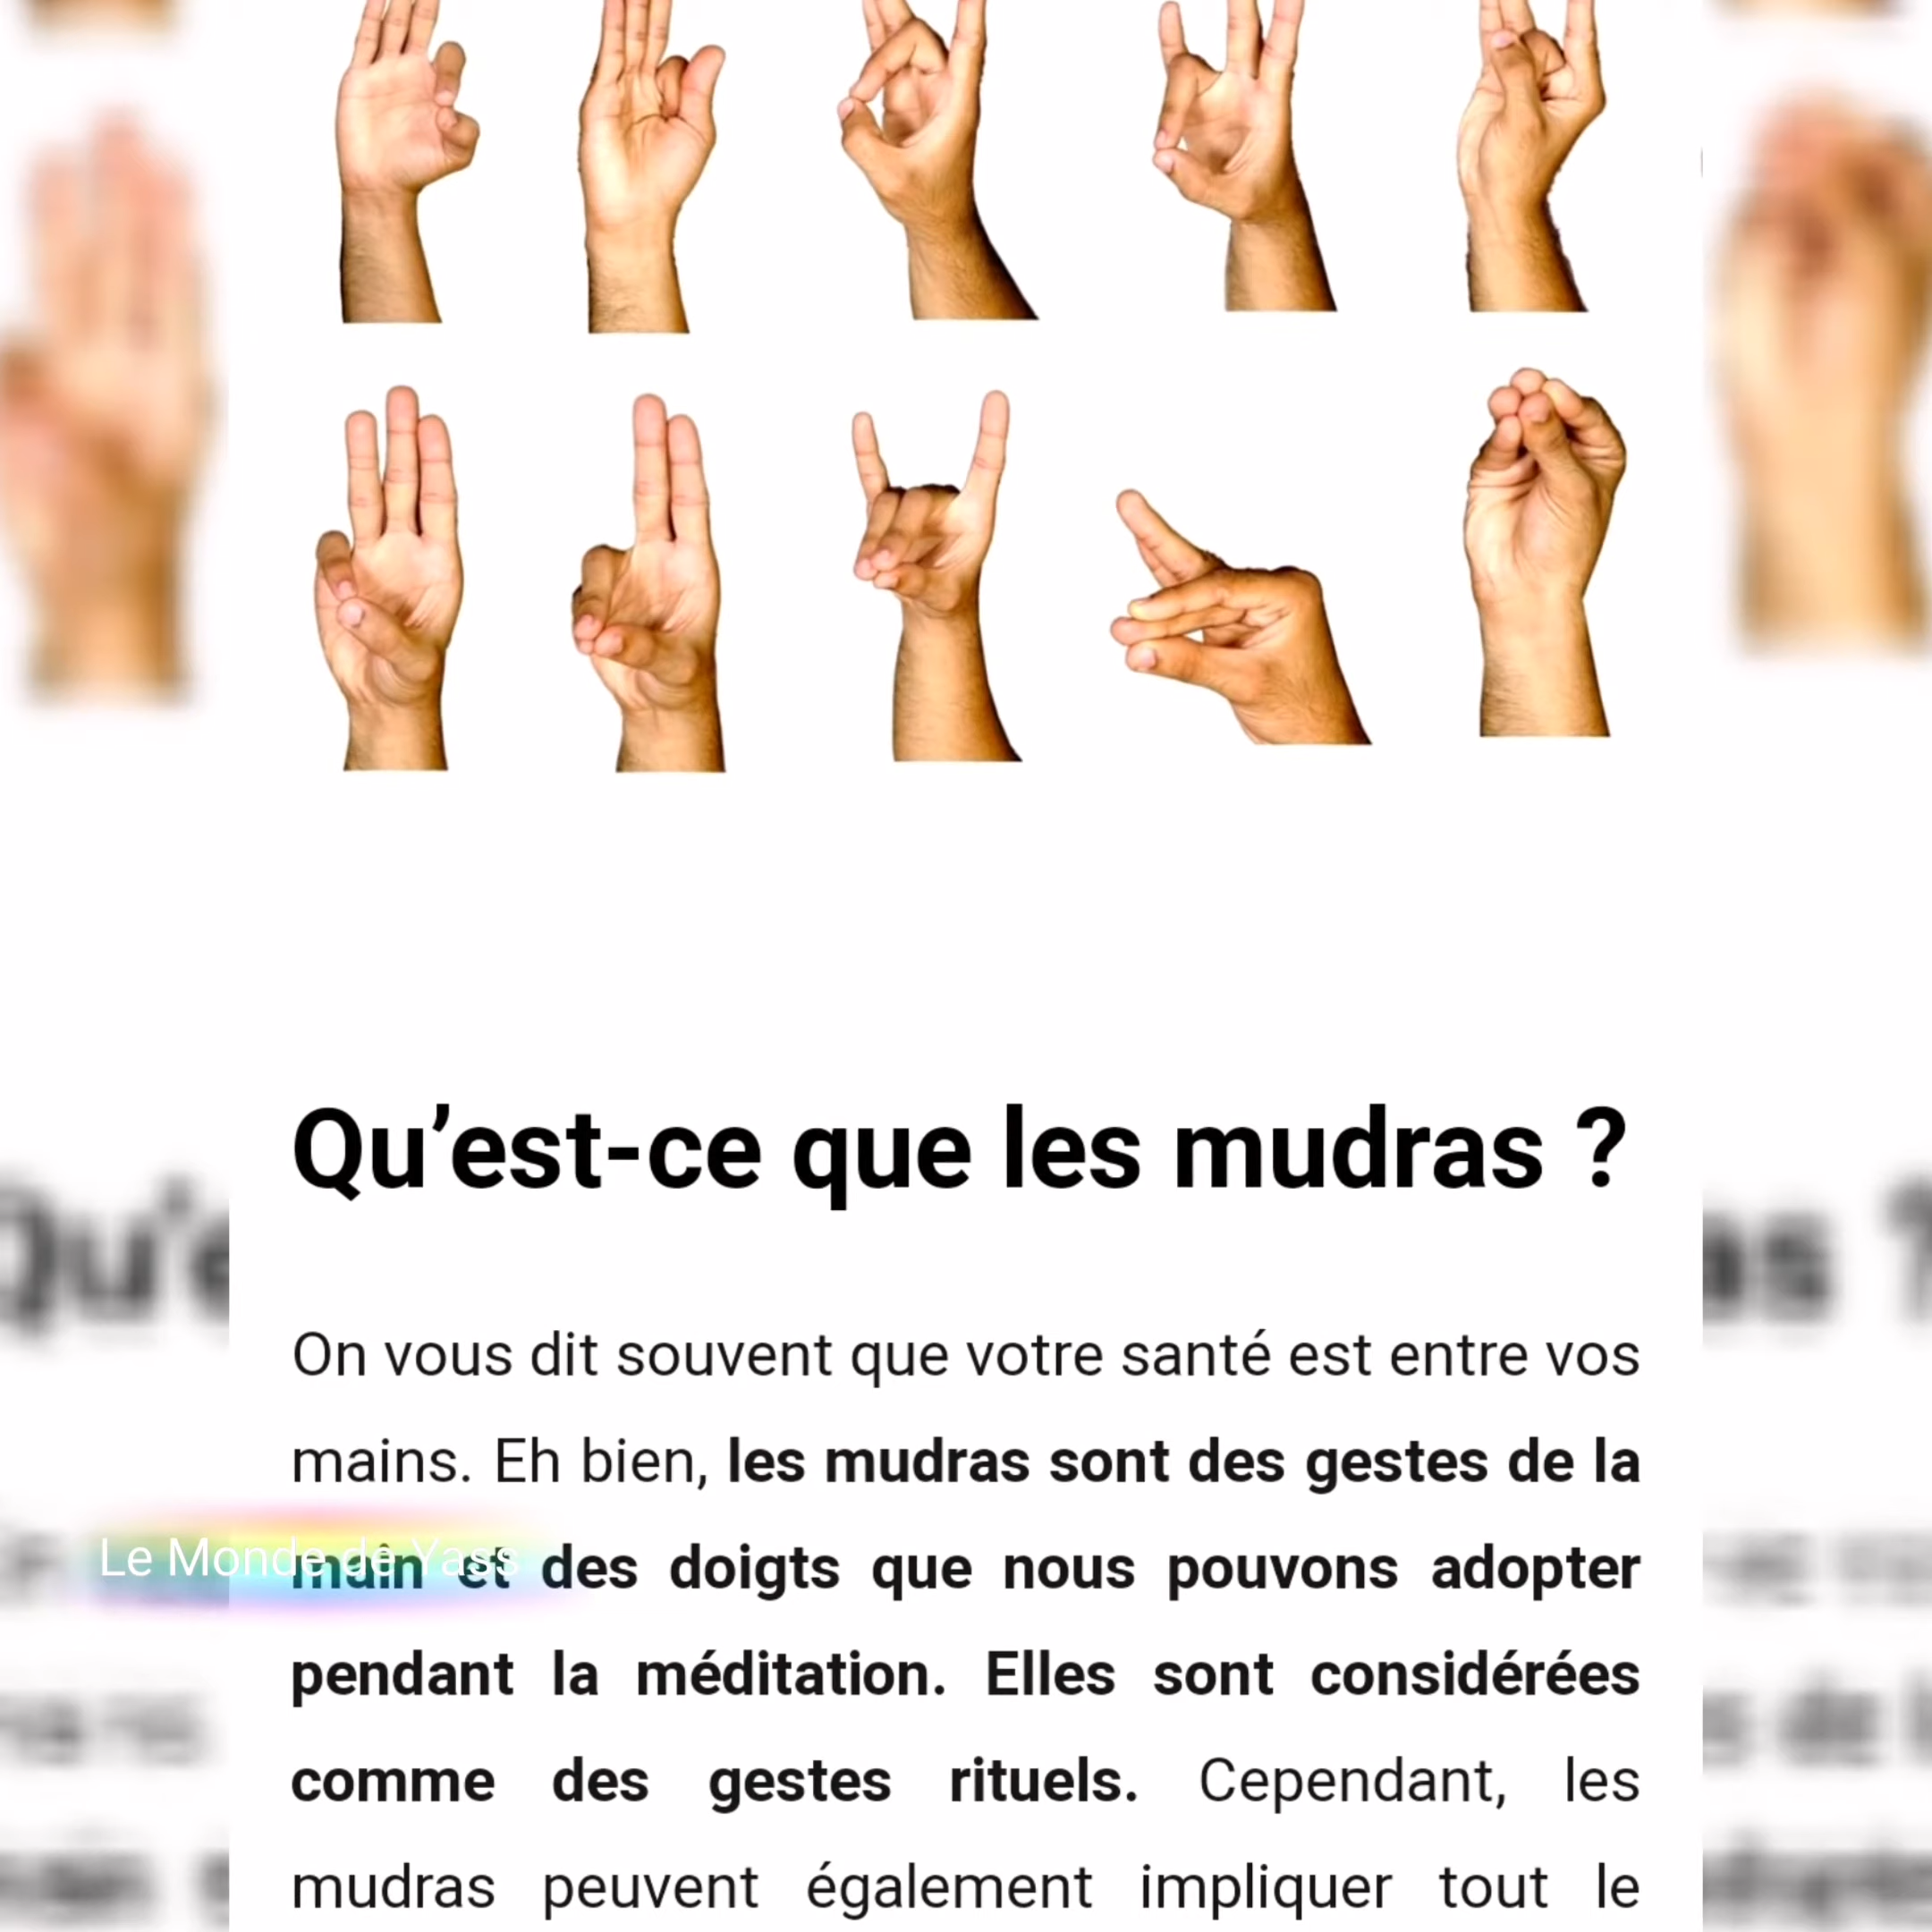 Qu’est-ce que les mudras ?
On vous dit souvent que votre santé est entre vos
mains. Eh bien, les mudras sont des gestes de la
Le Monde de Yass
main et des doigts que nous pouvons adopter
pendant la méditation. Elles sont considérées
comme des gestes rituels. Cependant, les
mudras peuvent également impliquer tout le